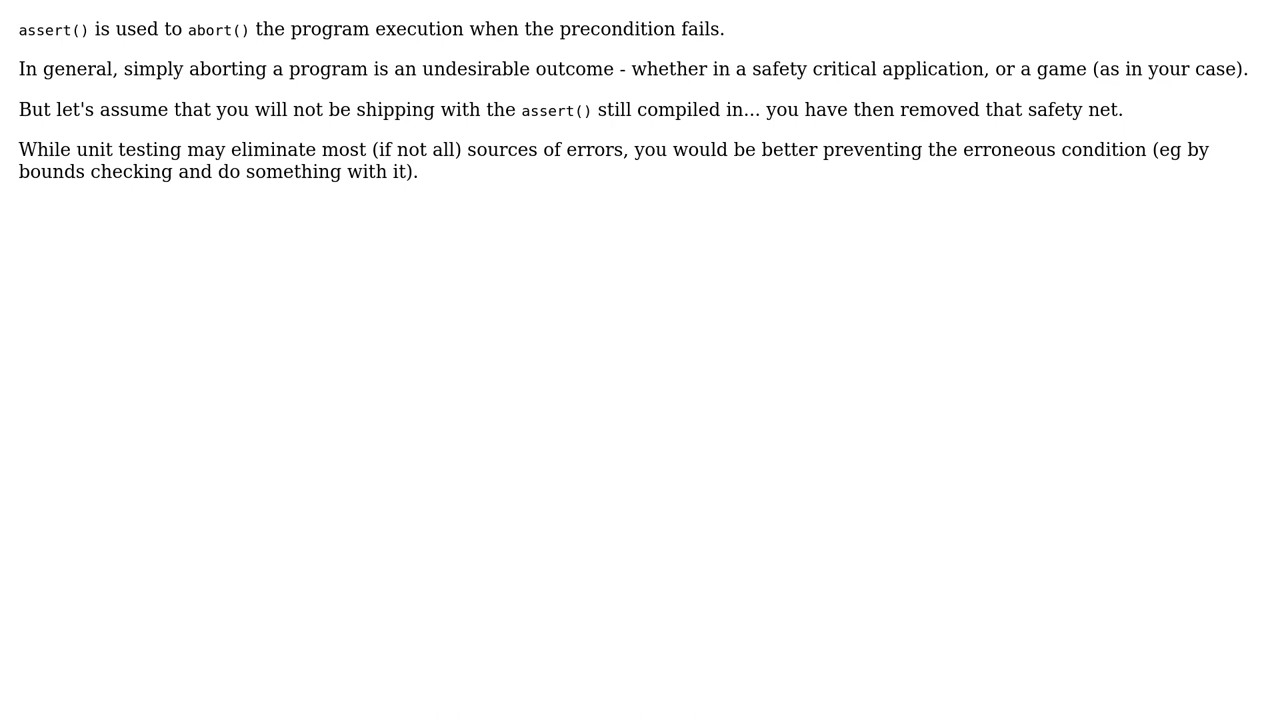 assert() is used to abort() the program execution when the precondition fails.
In general, simply aborting a program is an undesirable outcome - whether in a safety critical application, or a game (as in your case).
But let's assume that you will not be shipping with the assert() still compiled in... you have then removed that safety net.
While unit testing may eliminate most (if not all) sources of errors, you would be better preventing the erroneous condition (eg by
bounds checking and do something with it).